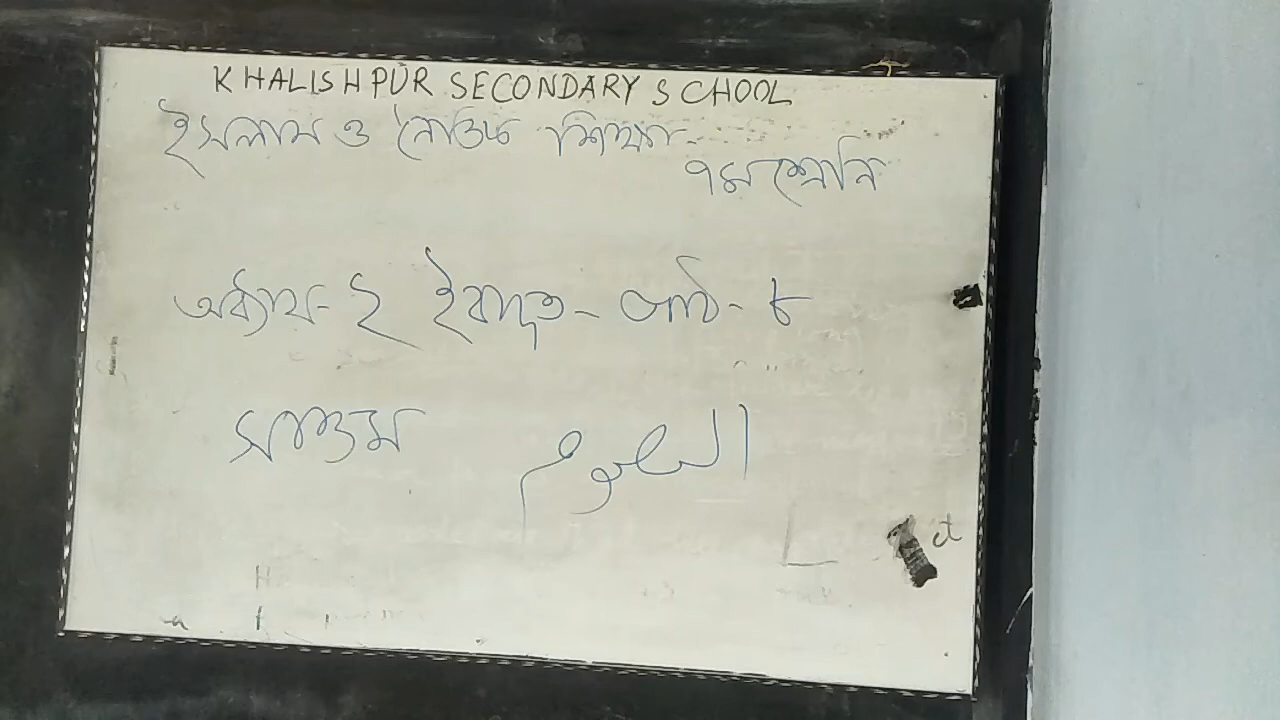 KHALISHPUR SECONDARY SCHOOL
ইসলাম ও নৈতিক শিক্ষা
৭ম শ্রেনি
অধ্যায়-২ ইবাদত- পাঠ- ৮
সাওম الصوم